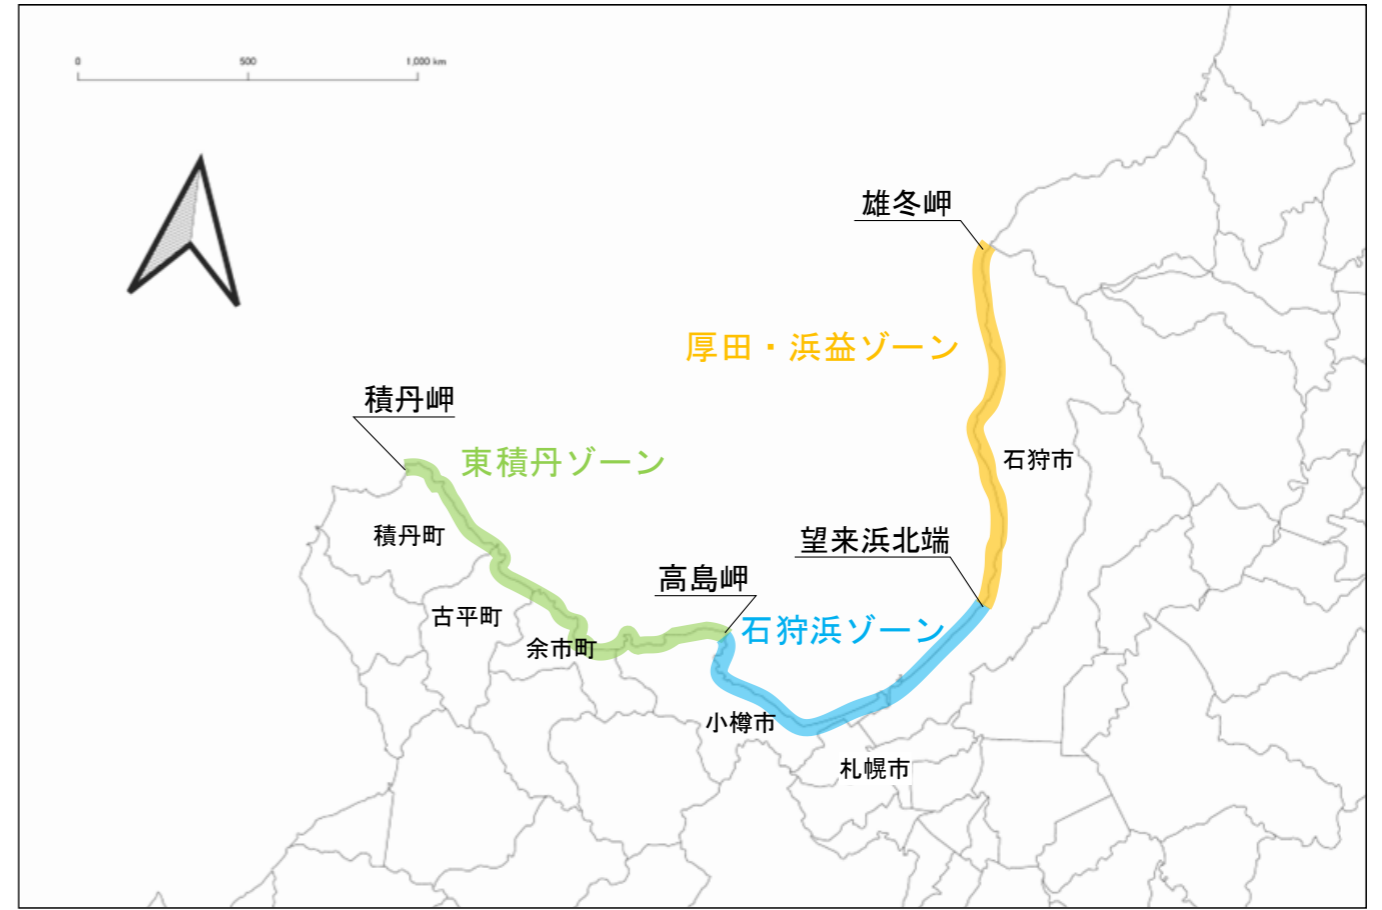 0 500 1,000 km
雄冬岬
厚田・浜益ゾーン
積丹岬
東積丹ゾーン
石狩市
積丹町
望来浜北端
高島岬
古平町
石狩浜ゾーン
余市町
小樽市
札幌市